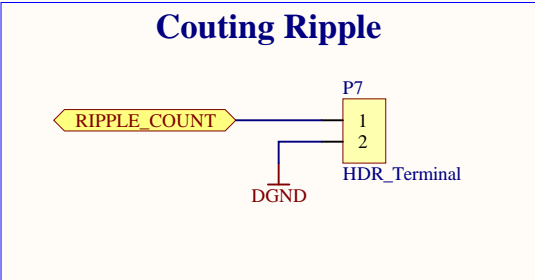 Couting Ripple
P7
RIPPLE_COUNT
1
2
HDR_Terminal
DGND